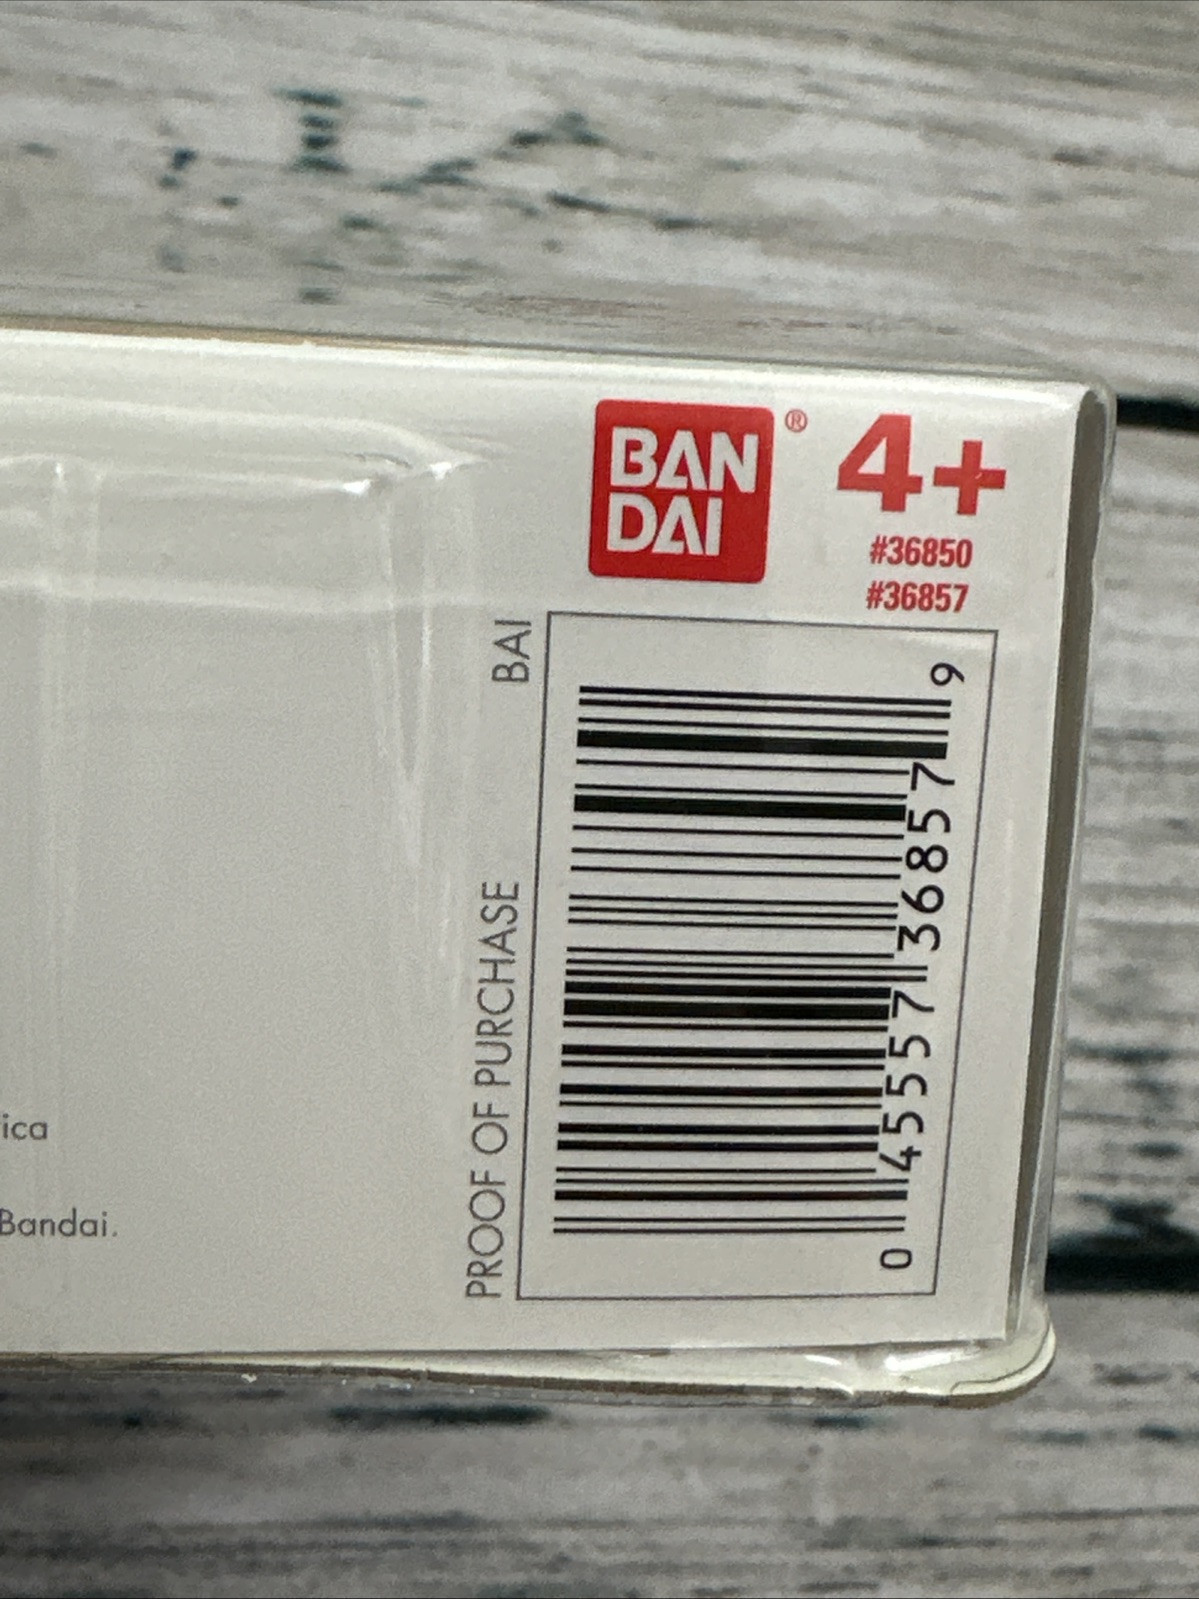 BAN
DAI
®
4+
#36850
#36857
PROOF OF PURCHASE BAI
0 45557 36857 9
ica
Bandai.